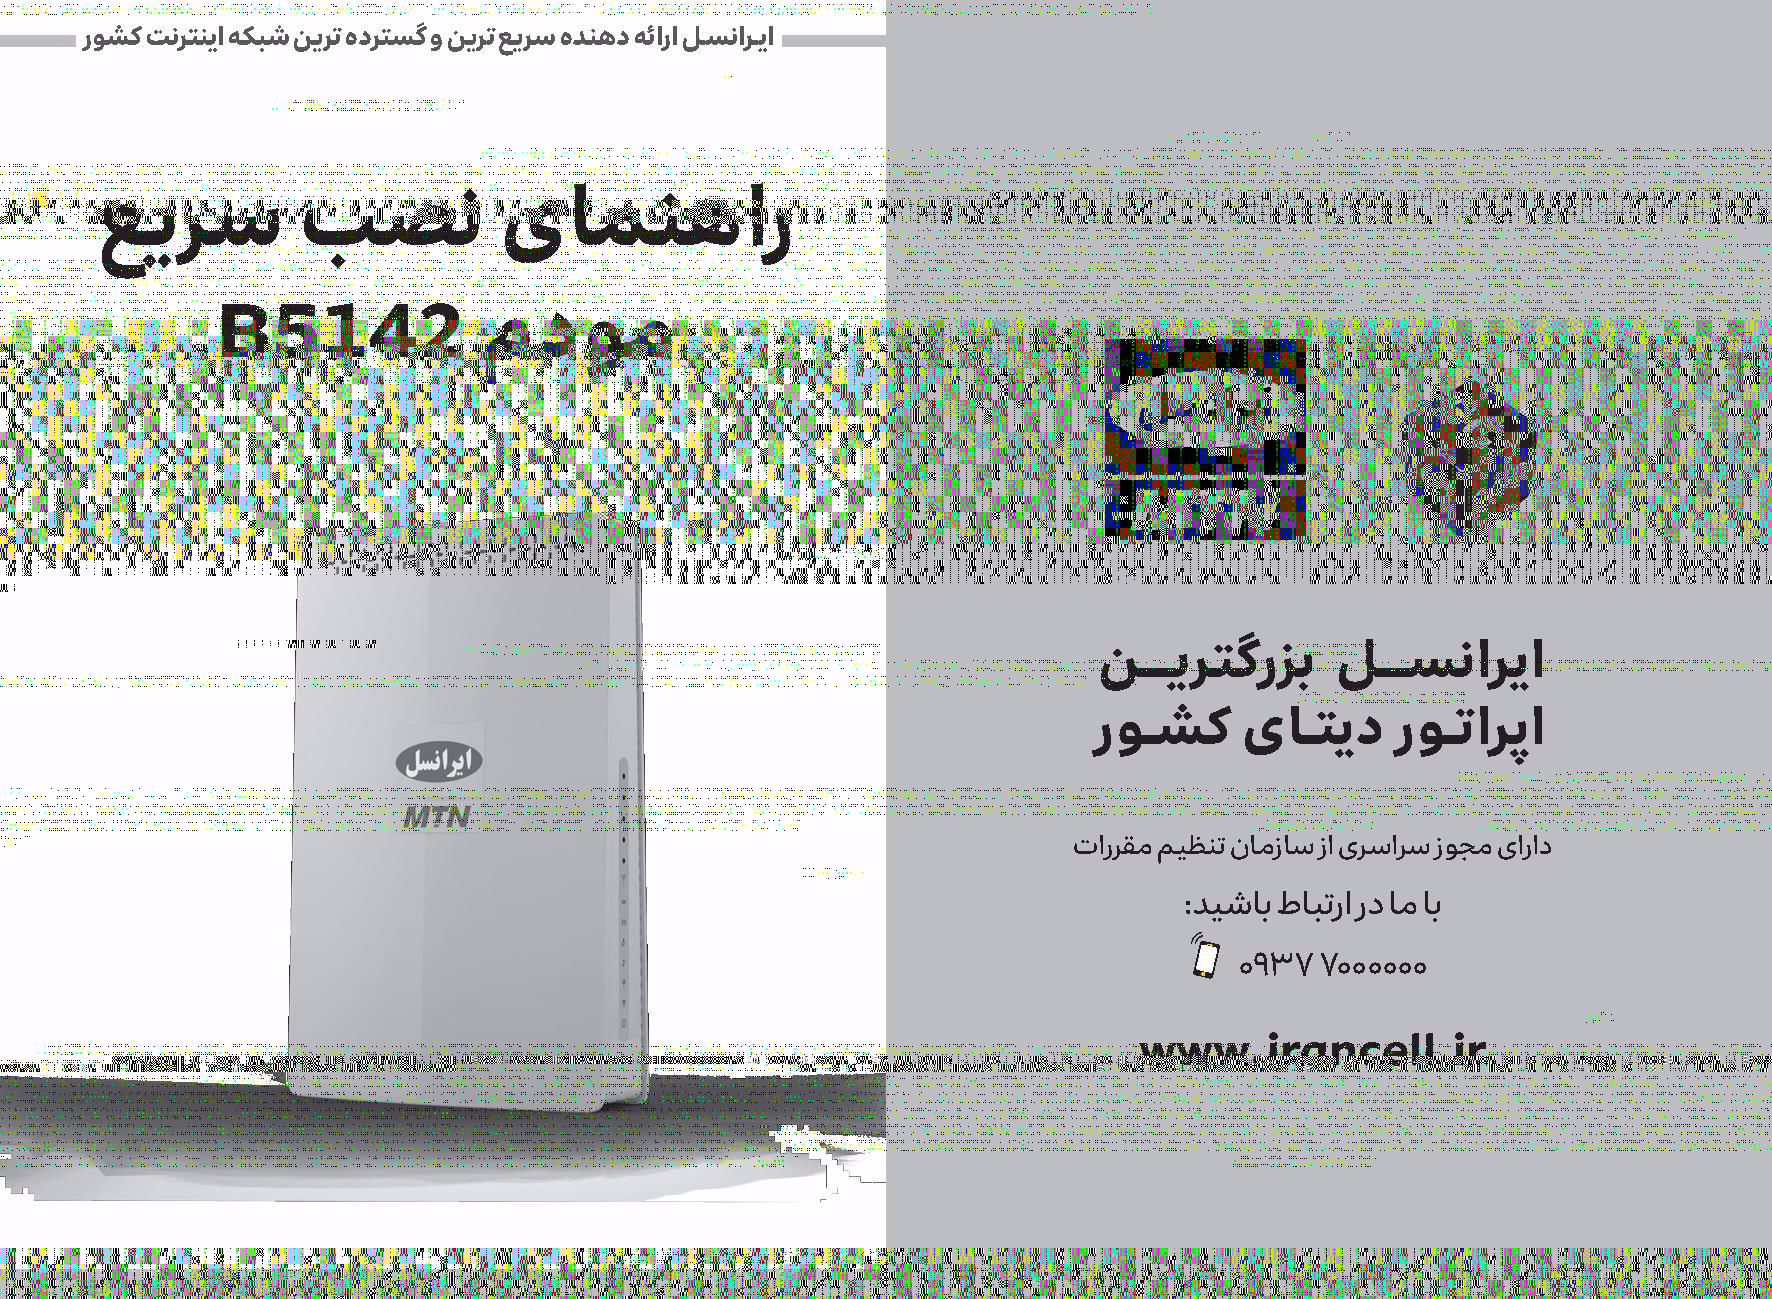 ایرانسل ارائه دهنده سریع ترین و گسترده ترین شبکه اینترنت کشور
راهنمای نصب سریع
مودم B5142
ایرانسل
MTN
ایرانسل بزرگترین
اپراتور دیتای کشور
دارای مجوز سراسری از سازمان تنظیم مقررات
با ما در ارتباط باشید:
۰۹۳۷ ۷۰۰۰۰۰۰
www.irancell.ir